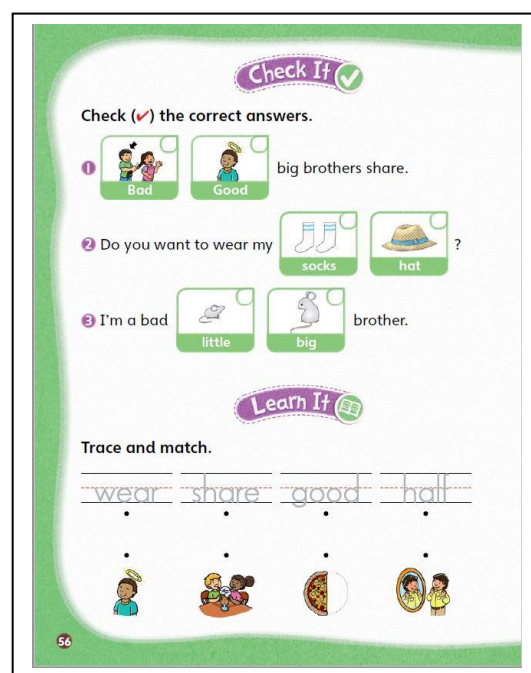 Check It
Check (✔) the correct answers.
1 Bad Good big brothers share.
2 Do you want to wear my socks hat ?
3 I'm a bad little big brother.
Learn It
Trace and match.
wear share good half
56